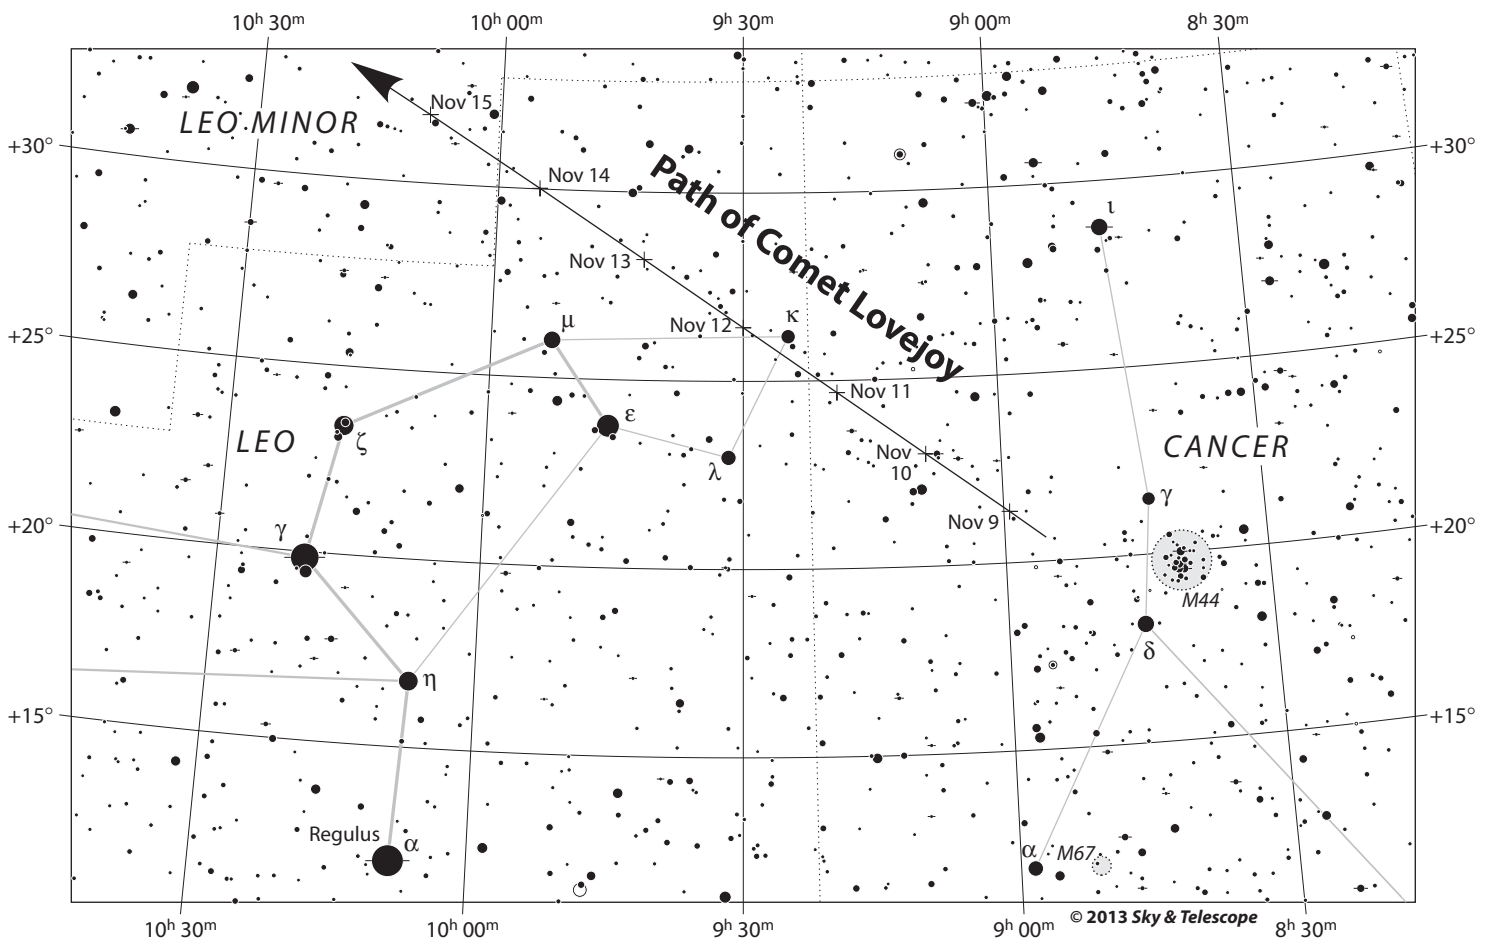 10ʰ 30ᵐ 10ʰ 00ᵐ 9ʰ 30ᵐ 9ʰ 00ᵐ 8ʰ 30ᵐ
Nov 15
LEO MINOR
+30° +30°
Nov 14
Path of Comet Lovejoy
ι
Nov 13
κ
μ Nov 12
+25° +25°
Nov 11
ε
LEO ζ CANCER
Nov
10
λ
γ
Nov 9
γ
+20° +20°
M44
δ
η
+15° +15°
Regulus α
α M67
10ʰ 30ᵐ 10ʰ 00ᵐ 9ʰ 30ᵐ 9ʰ 00ᵐ 8ʰ 30ᵐ
© 2013 Sky & Telescope